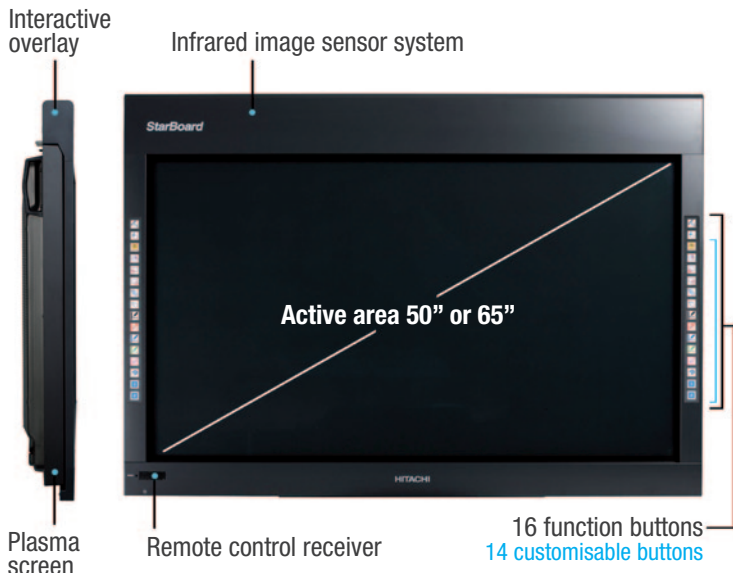 Interactive
overlay
Infrared image sensor system
StarBoard
Active area 50” or 65”
HITACHI
16 function buttons
14 customisable buttons
Remote control receiver
Plasma
screen